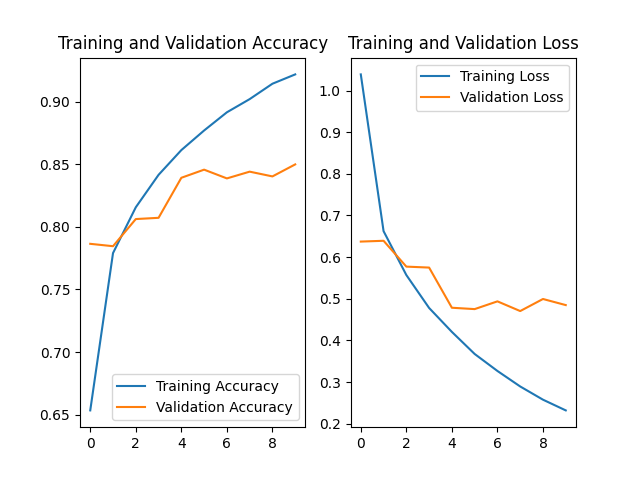 Training and Validation Accuracy
0.90
0.85
0.80
0.75
0.70
0.65
Training Accuracy
Validation Accuracy
0 2 4 6 8
Training and Validation Loss
Training Loss
Validation Loss
1.0
0.9
0.8
0.7
0.6
0.5
0.4
0.3
0.2
0 2 4 6 8